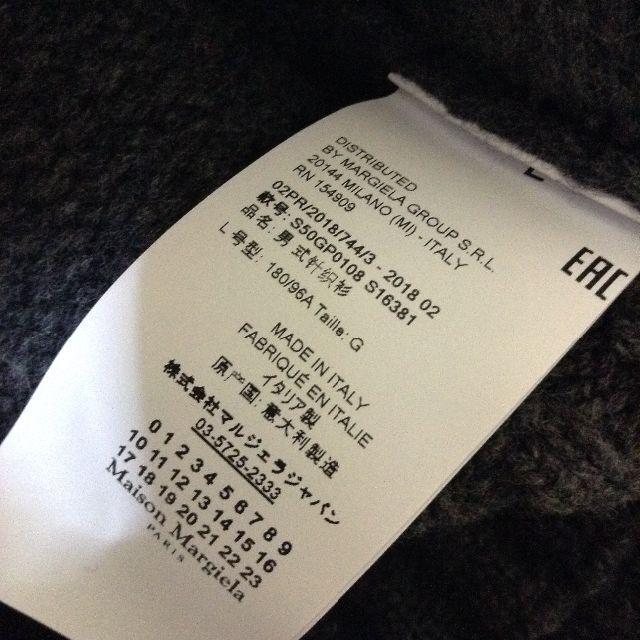 DISTRIBUTED
BY MARGIELA GROUP S.R.L.
20144 MILANO (MI) - ITALY
RN 154909
EAC
02FR/2018/744/3 - 2018 02
款号: S50GP0108 S16381
品名: 男式针织衫
L 号型: 180/96A Taille. G
MADE IN ITALY
FABRIQUE EN ITALIE
イタリア製
原产国: 意大利製造
株式会社マルジェラジャパン
03-5725-2333
0 1 2 3 4 5 6 7 8 9
10 11 12 13 14 15 16
17 18 19 20 21 22 23
Maison Margiela
PARIS